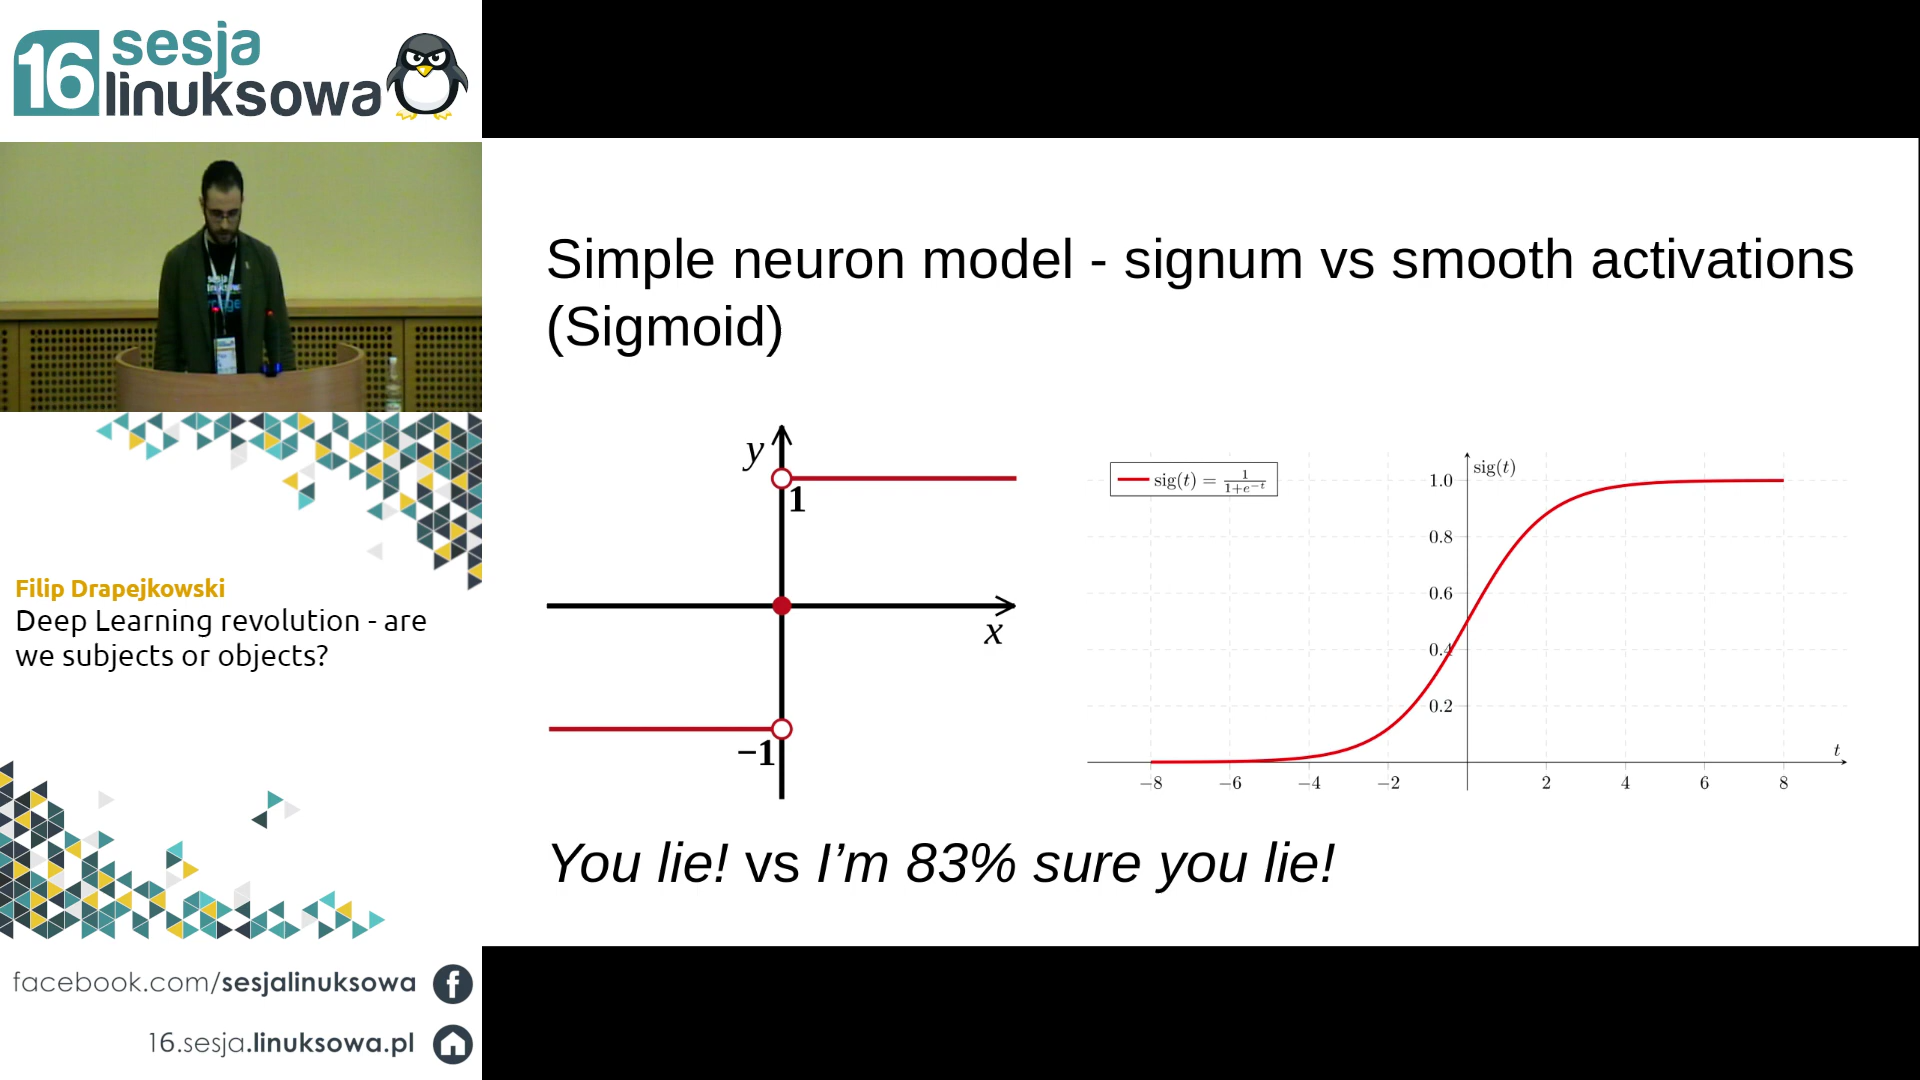 16 sesja
linuksowa
Filip Drapejkowski
Deep Learning revolution - are
we subjects or objects?
facebook.com/sesjalinuksowa
16.sesja.linuksowa.pl
Simple neuron model - signum vs smooth activations
(Sigmoid)
y
1
x
−1
sig(t) = 1/(1+e^−t)
sig(t)
1.0
0.8
0.6
0.4
0.2
t
−8 −6 −4 −2 2 4 6 8
You lie! vs I'm 83% sure you lie!